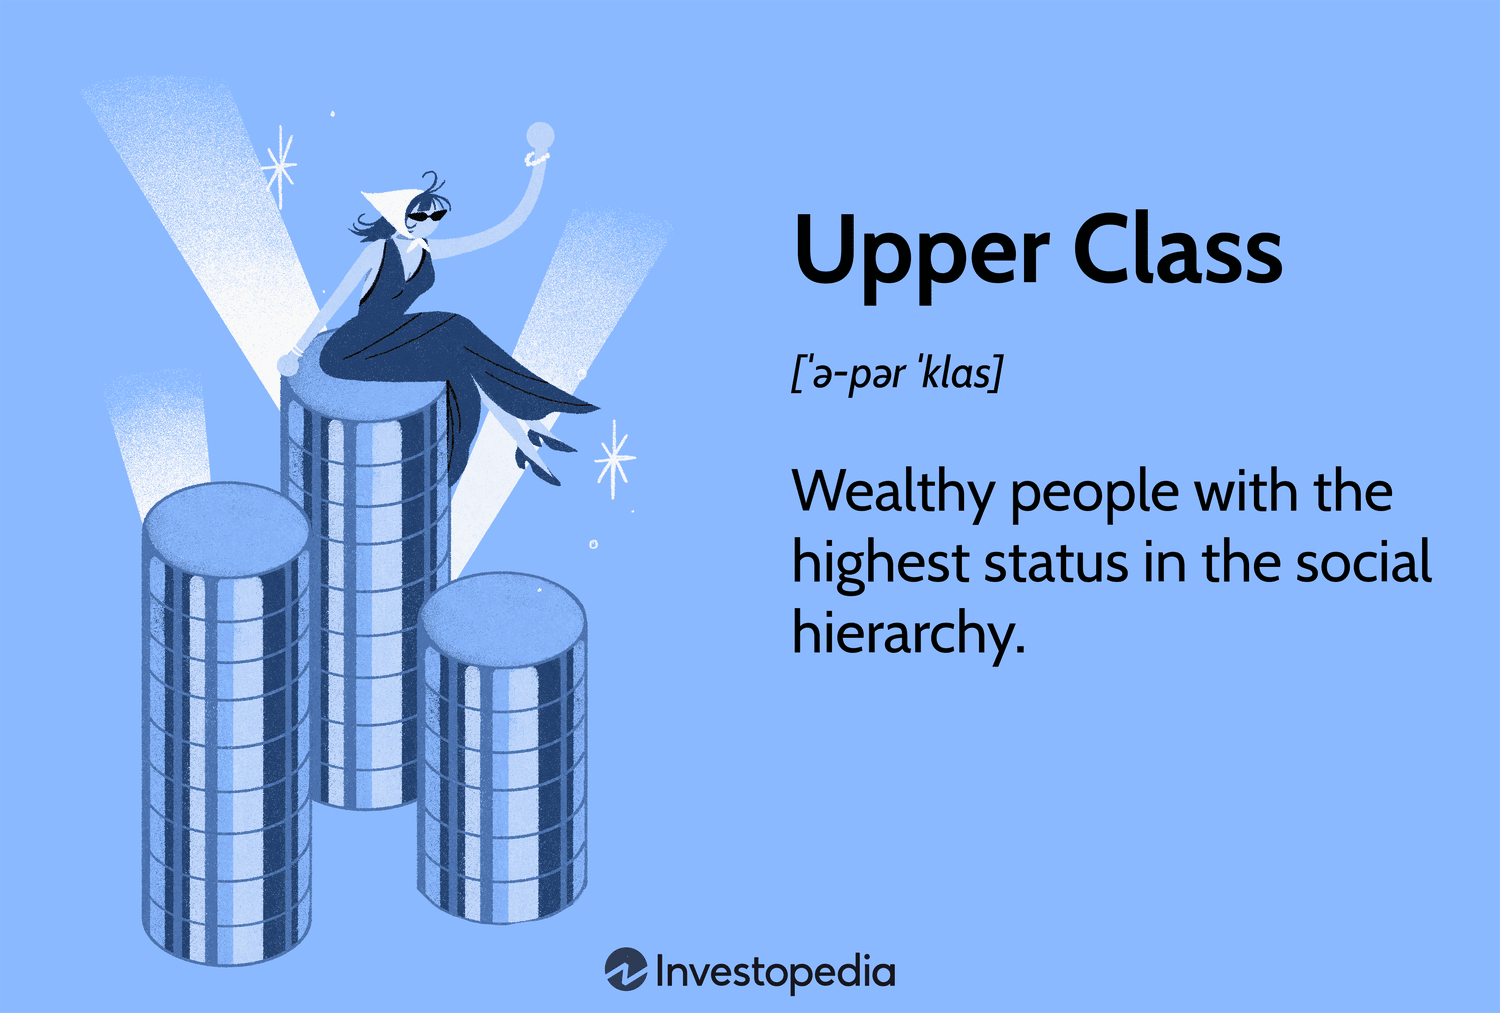 Upper Class
[ˈə-pər ˈklas]
Wealthy people with the
highest status in the social
hierarchy.
Investopedia